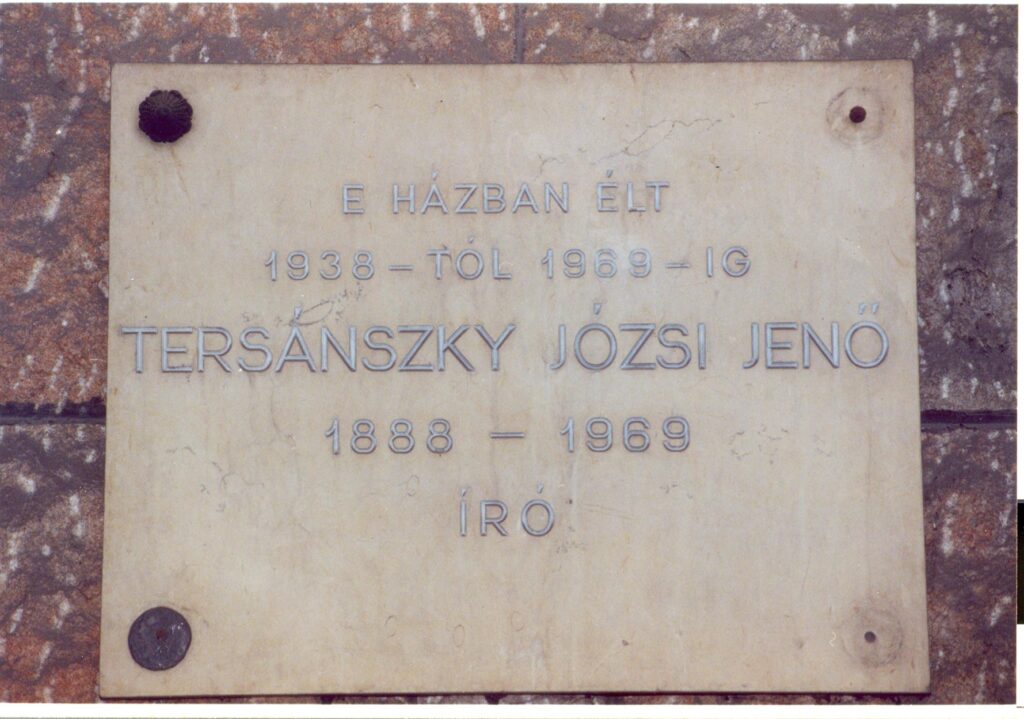 E HÁZBAN ÉLT
1938 - TÓL 1969 - IG
TERSÁNSZKY JÓZSI JENŐ
1888 - 1969
ÍRÓ